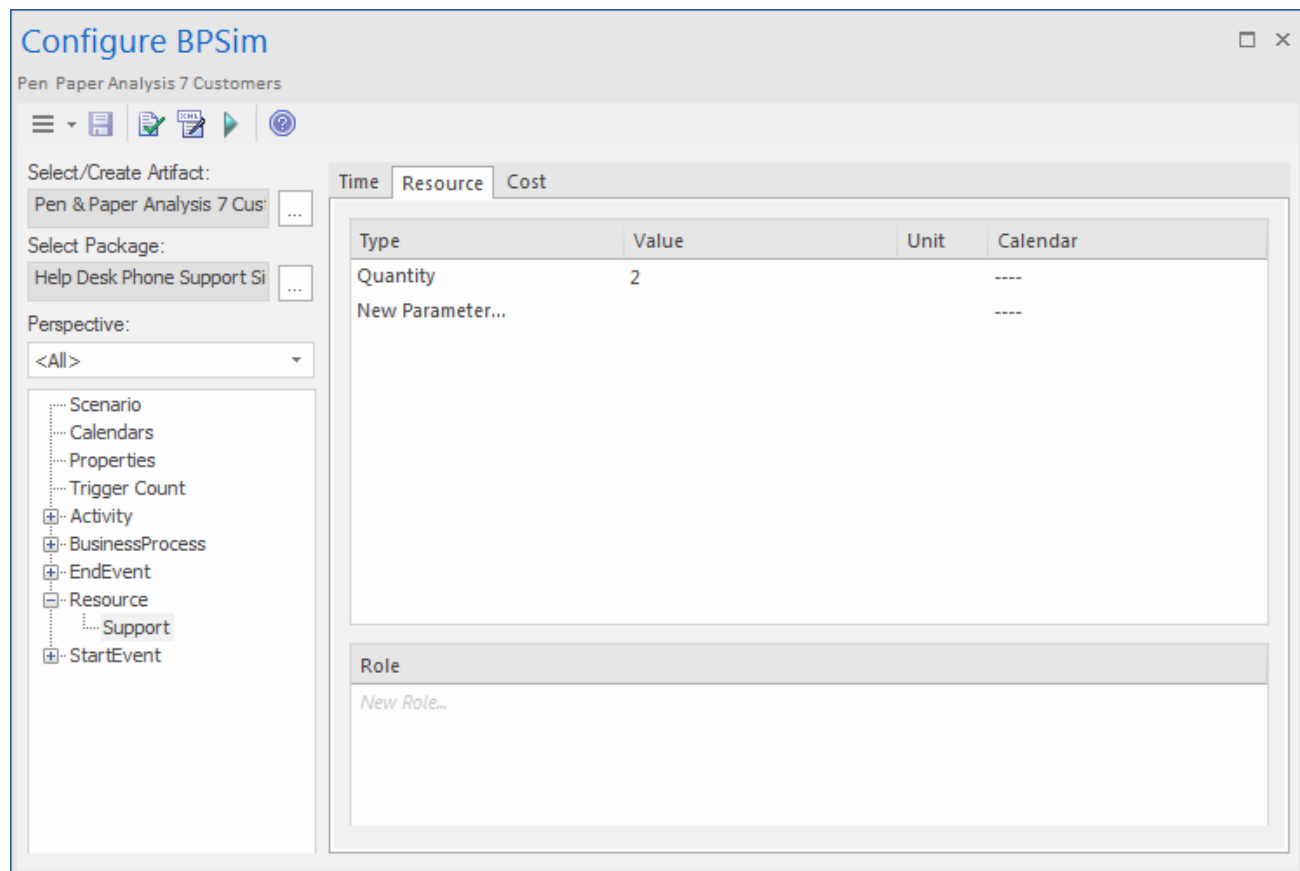 Configure BPSim
Pen Paper Analysis 7 Customers
Select/Create Artifact:
Pen & Paper Analysis 7 Cus
...
Select Package:
Help Desk Phone Support Si
...
Perspective:
<All>
Scenario
Calendars
Properties
Trigger Count
Activity
BusinessProcess
EndEvent
Resource
Support
StartEvent
Time Resource Cost
Type Value Unit Calendar
Quantity 2 ----
New Parameter... ----
Role
New Role...